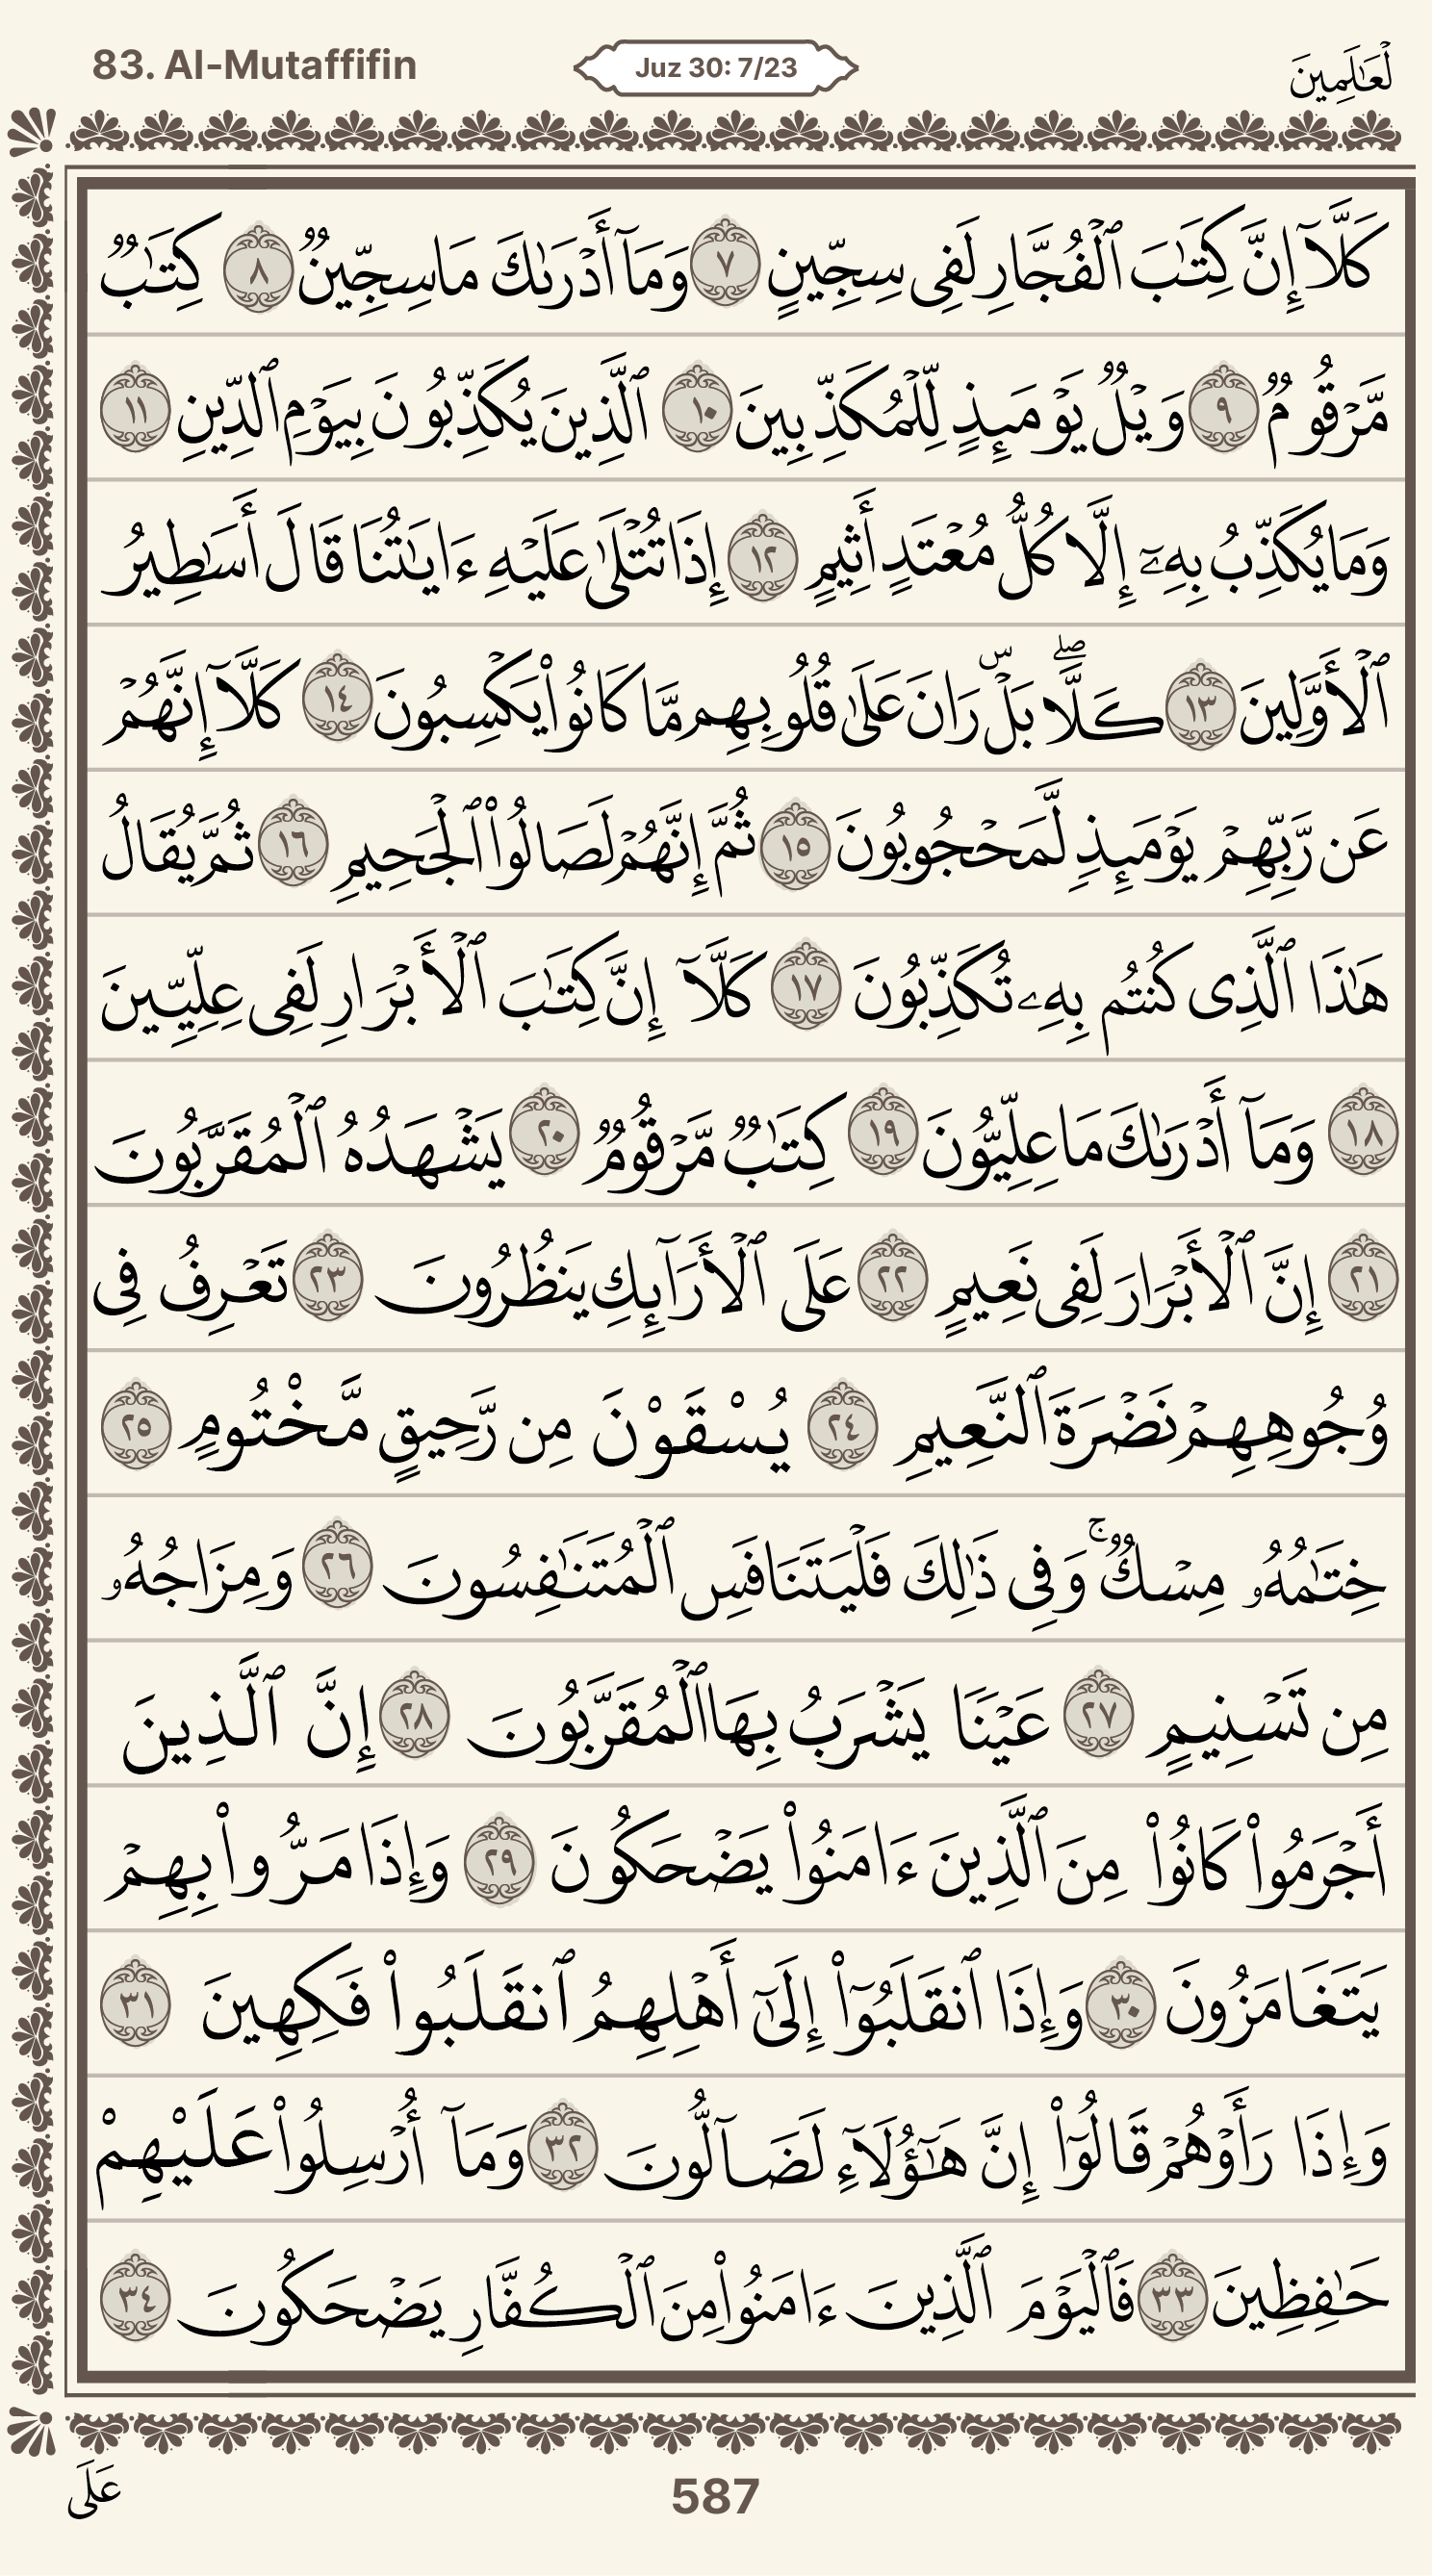 83. Al-Mutaffifin
Juz 30: 7/23
لْعَٰلَمِينَ
كَلَّآ إِنَّ كِتَٰبَ ٱلْفُجَّارِ لَفِى سِجِّينٍ ٧ وَمَآ أَدْرَىٰكَ مَا سِجِّينٌ ٨ كِتَٰبٌ
مَّرْقُومٌ ٩ وَيْلٌ يَوْمَئِذٍ لِّلْمُكَذِّبِينَ ١٠ ٱلَّذِينَ يُكَذِّبُونَ بِيَوْمِ ٱلدِّينِ ١١
وَمَا يُكَذِّبُ بِهِۦٓ إِلَّا كُلُّ مُعْتَدٍ أَثِيمٍ ١٢ إِذَا تُتْلَىٰ عَلَيْهِ ءَايَٰتُنَا قَالَ أَسَٰطِيرُ
ٱلْأَوَّلِينَ ١٣ كَلَّا ۖ بَلْ ۜ رَانَ عَلَىٰ قُلُوبِهِم مَّا كَانُوا۟ يَكْسِبُونَ ١٤ كَلَّآ إِنَّهُمْ
عَن رَّبِّهِمْ يَوْمَئِذٍ لَّمَحْجُوبُونَ ١٥ ثُمَّ إِنَّهُمْ لَصَالُوا۟ ٱلْجَحِيمِ ١٦ ثُمَّ يُقَالُ
هَٰذَا ٱلَّذِى كُنتُم بِهِۦ تُكَذِّبُونَ ١٧ كَلَّآ إِنَّ كِتَٰبَ ٱلْأَبْرَارِ لَفِى عِلِّيِّينَ
١٨ وَمَآ أَدْرَىٰكَ مَا عِلِّيُّونَ ١٩ كِتَٰبٌ مَّرْقُومٌ ٢٠ يَشْهَدُهُ ٱلْمُقَرَّبُونَ
٢١ إِنَّ ٱلْأَبْرَارَ لَفِى نَعِيمٍ ٢٢ عَلَى ٱلْأَرَآئِكِ يَنظُرُونَ ٢٣ تَعْرِفُ فِى
وُجُوهِهِمْ نَضْرَةَ ٱلنَّعِيمِ ٢٤ يُسْقَوْنَ مِن رَّحِيقٍ مَّخْتُومٍ ٢٥
خِتَٰمُهُۥ مِسْكٌ ۚ وَفِى ذَٰلِكَ فَلْيَتَنَافَسِ ٱلْمُتَنَٰفِسُونَ ٢٦ وَمِزَاجُهُۥ
مِن تَسْنِيمٍ ٢٧ عَيْنًا يَشْرَبُ بِهَا ٱلْمُقَرَّبُونَ ٢٨ إِنَّ ٱلَّذِينَ
أَجْرَمُوا۟ كَانُوا۟ مِنَ ٱلَّذِينَ ءَامَنُوا۟ يَضْحَكُونَ ٢٩ وَإِذَا مَرُّوا۟ بِهِمْ
يَتَغَامَزُونَ ٣٠ وَإِذَا ٱنقَلَبُوٓا۟ إِلَىٰٓ أَهْلِهِمُ ٱنقَلَبُوا۟ فَكِهِينَ ٣١
وَإِذَا رَأَوْهُمْ قَالُوٓا۟ إِنَّ هَٰٓؤُلَآءِ لَضَآلُّونَ ٣٢ وَمَآ أُرْسِلُوا۟ عَلَيْهِمْ
حَٰفِظِينَ ٣٣ فَٱلْيَوْمَ ٱلَّذِينَ ءَامَنُوا۟ مِنَ ٱلْكُفَّارِ يَضْحَكُونَ ٣٤
عَلَى
587